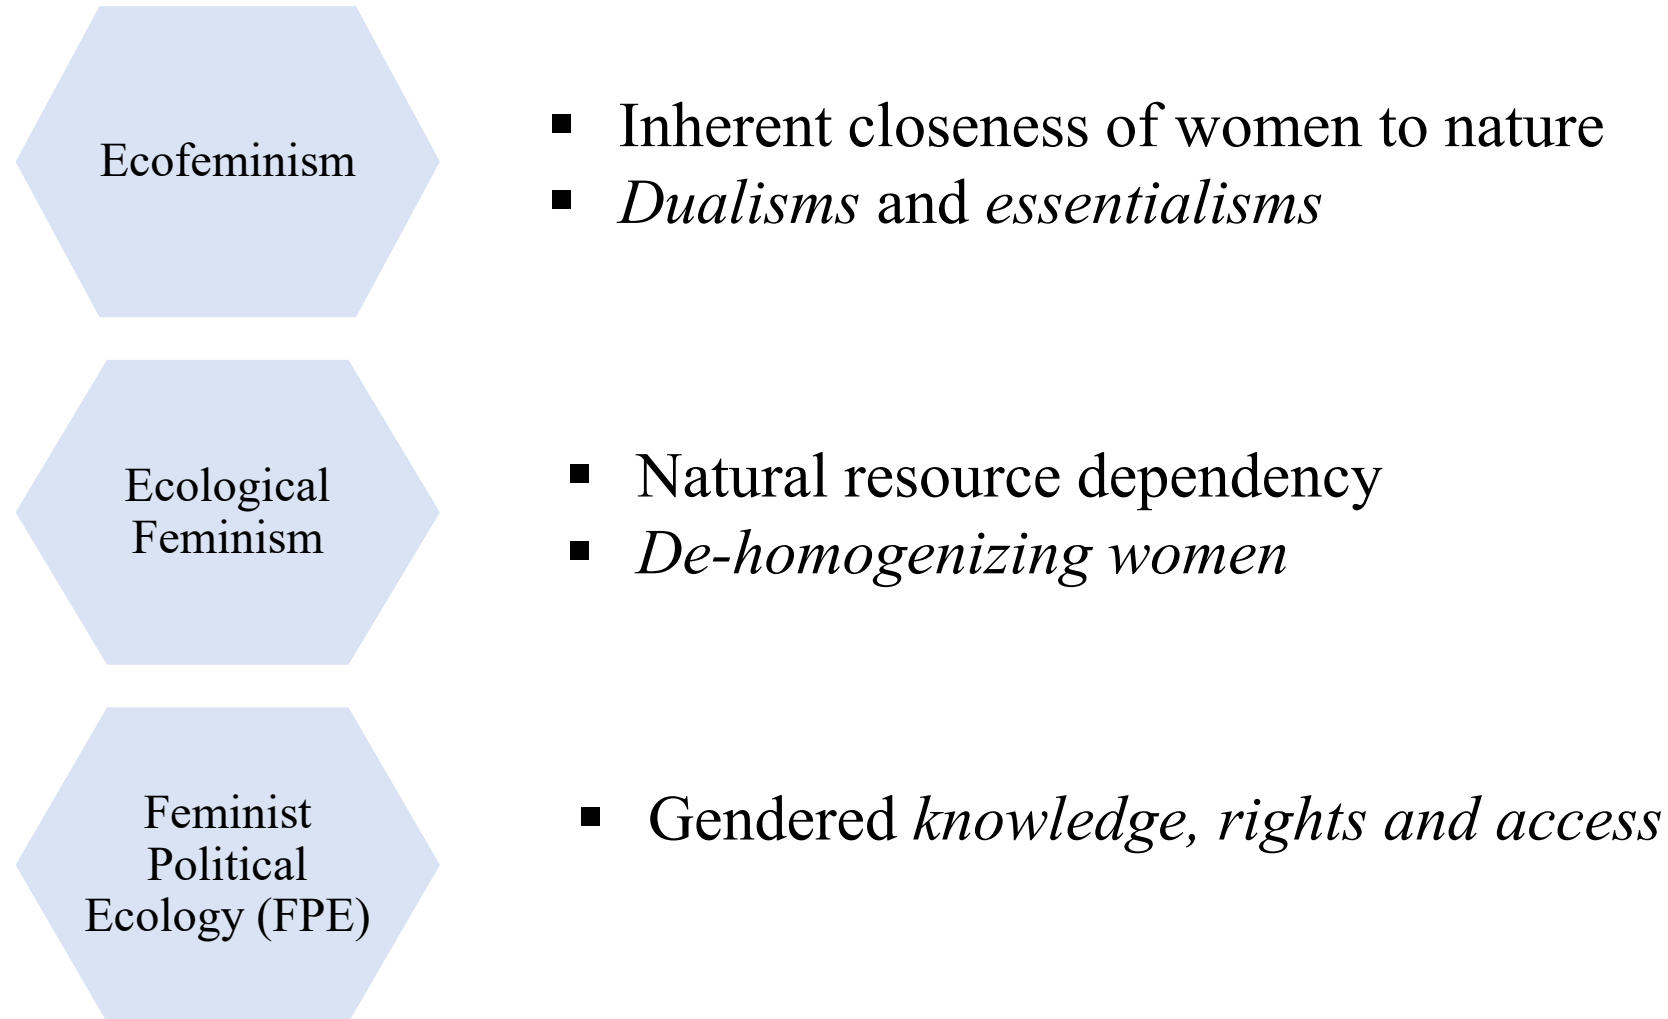 Ecofeminism
▪ Inherent closeness of women to nature
▪ Dualisms and essentialisms
Ecological
Feminism
▪ Natural resource dependency
▪ De-homogenizing women
Feminist
Political
Ecology (FPE)
▪ Gendered knowledge, rights and access